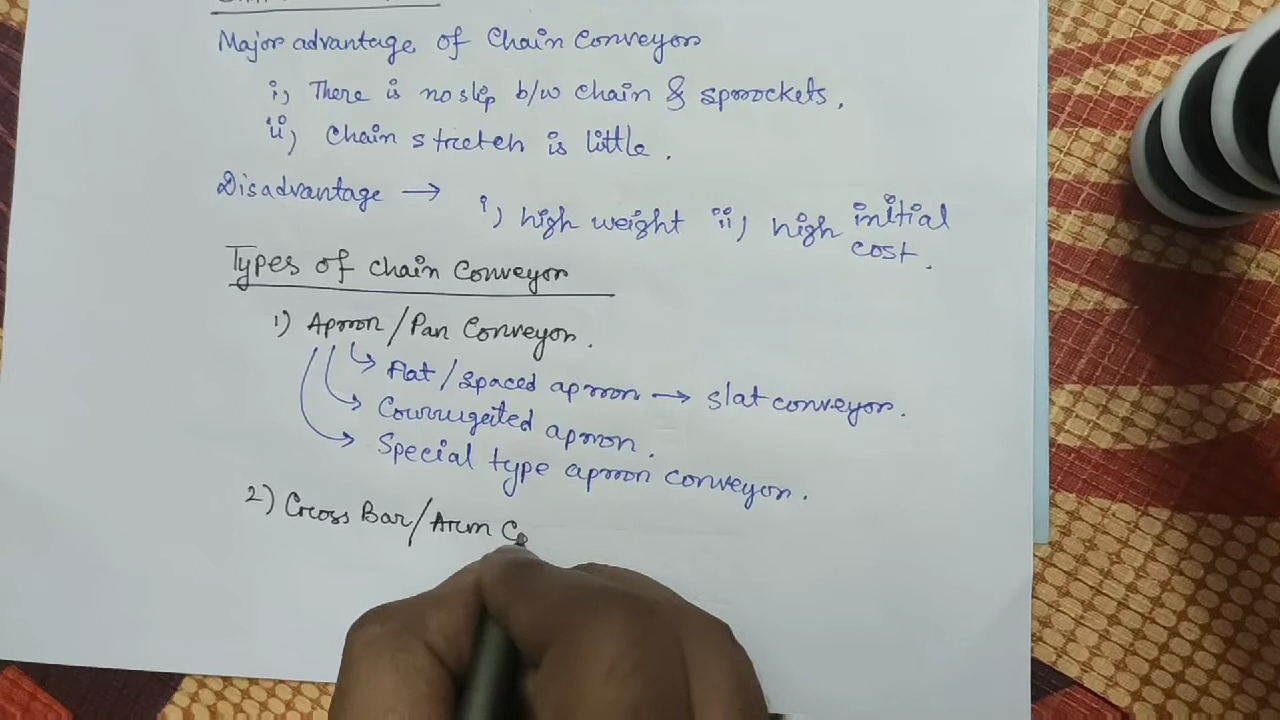 Major advantage of Chain Conveyor
i) There is no slip b/w chain & sprockets.
ii) Chain stretch is little.
Disadvantage → i) high weight ii) high initial cost.
Types of chain Conveyor
1) Apron/Pan Conveyor.
Flat/spaced apron → slat conveyor.
Corrugated apron.
Special type apron conveyor.
2) Cross Bar/Arm Co